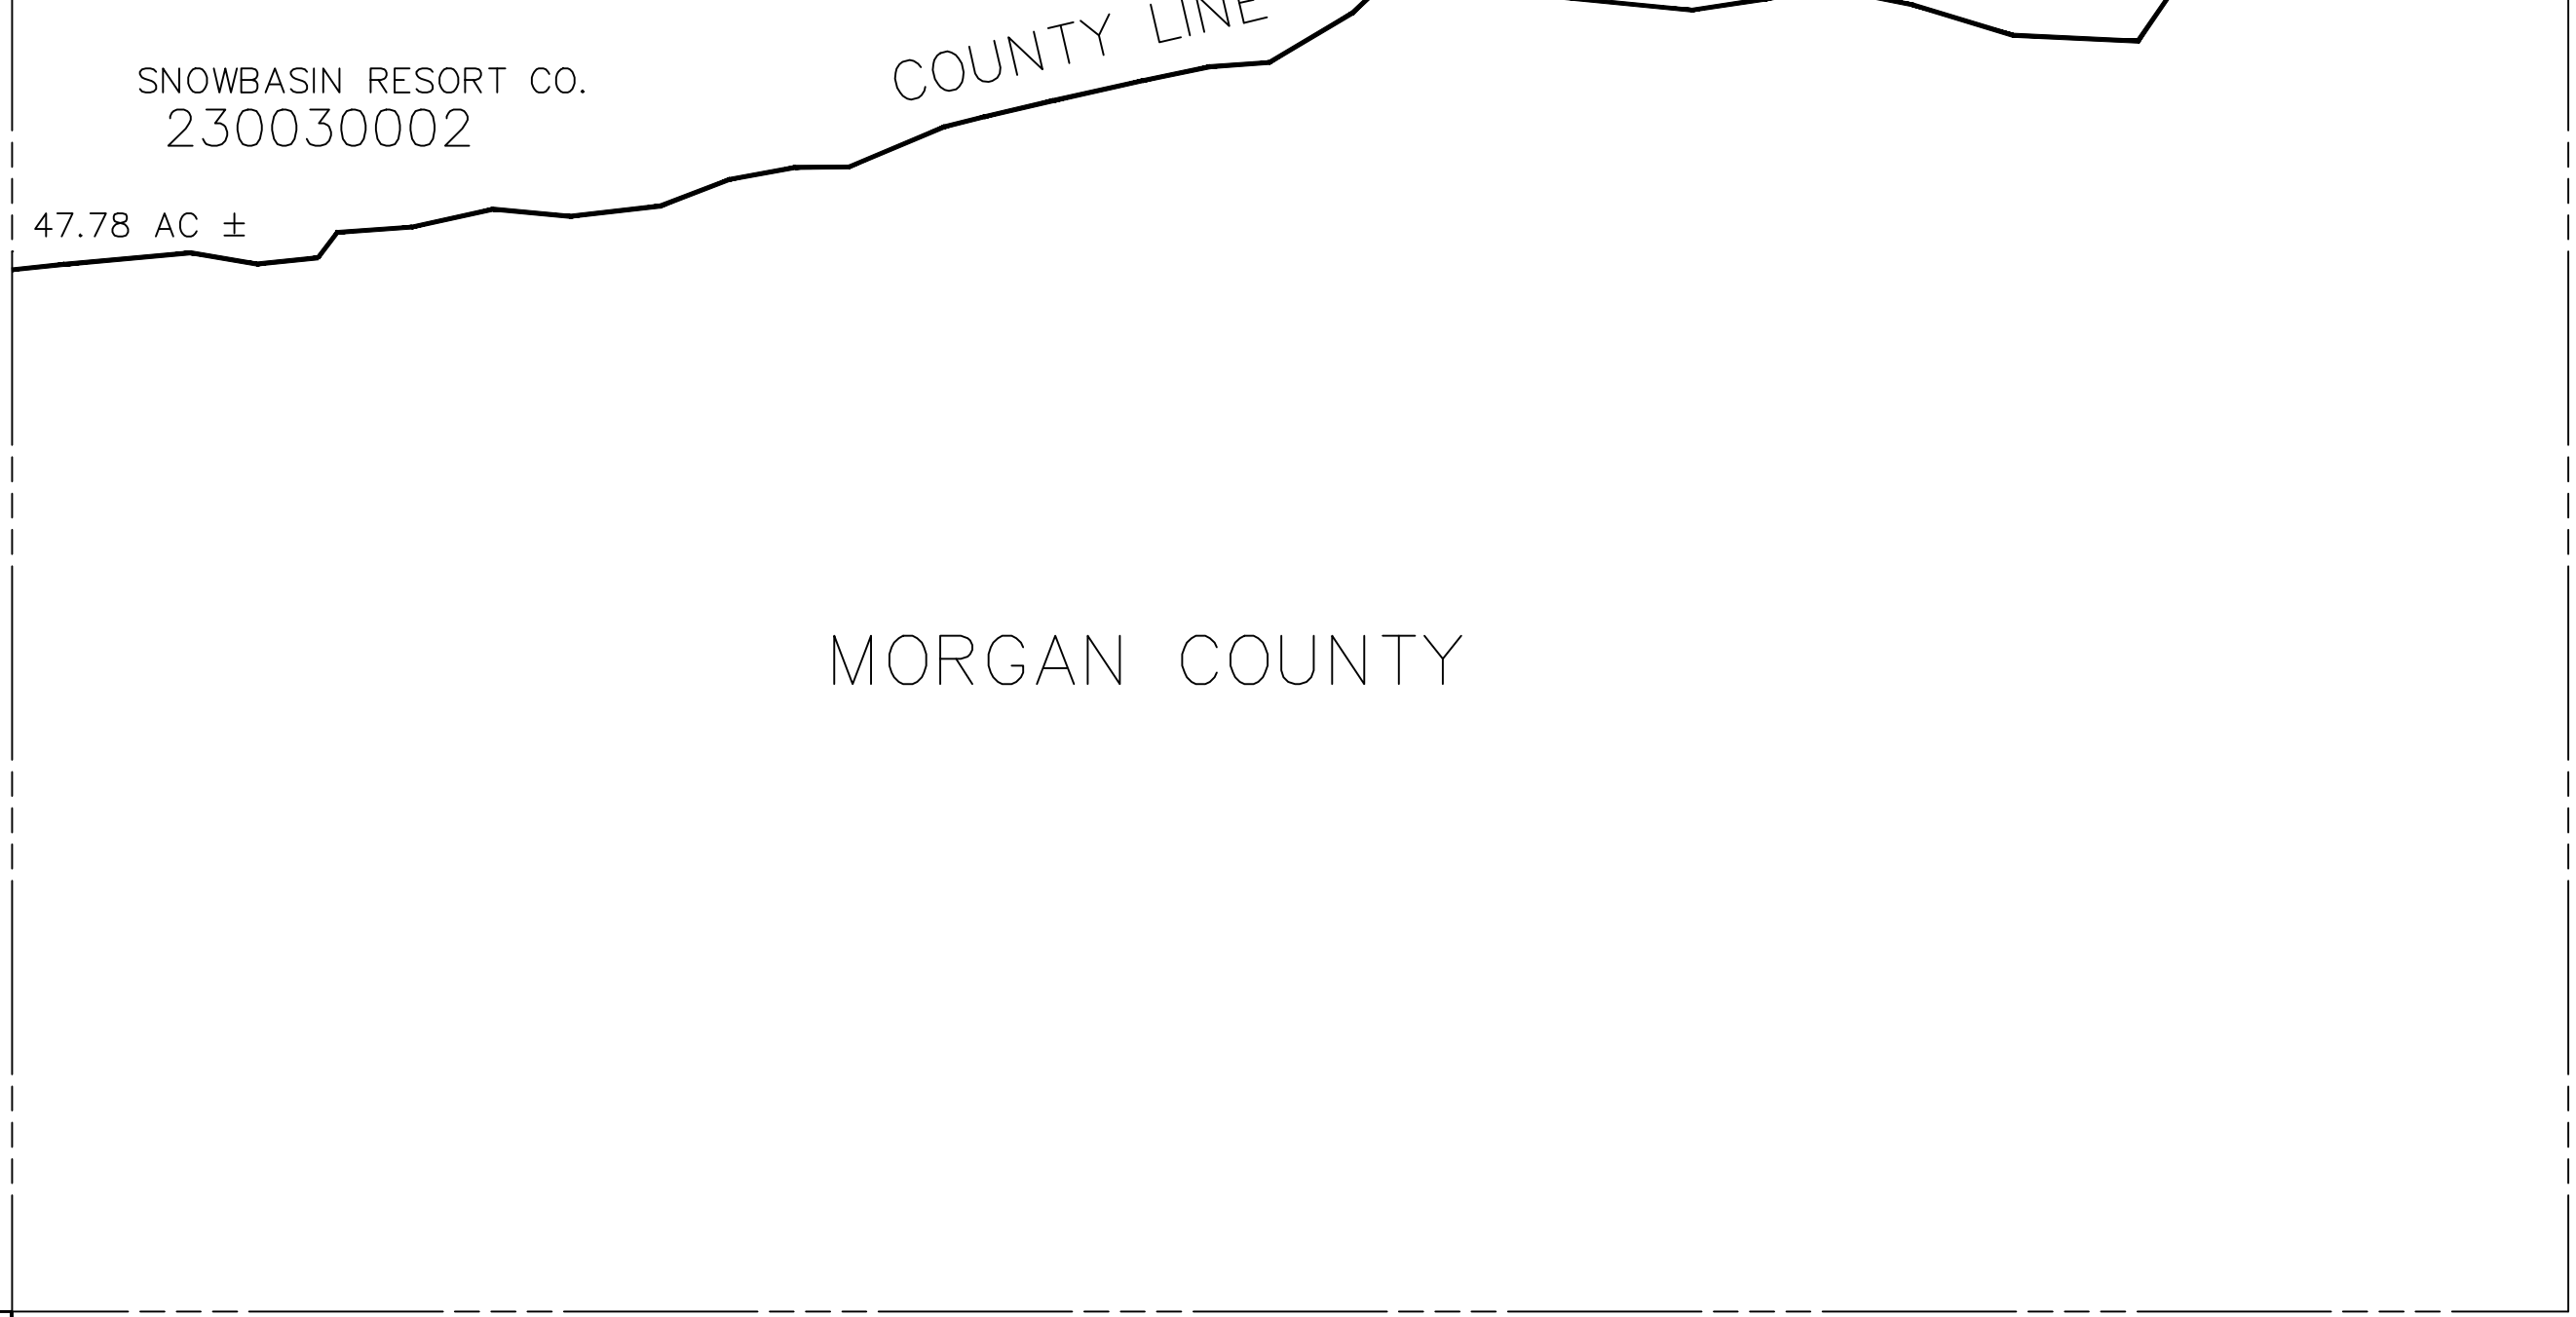 COUNTY LINE
SNOWBASIN RESORT CO.
230030002
47.78 AC ±
MORGAN COUNTY